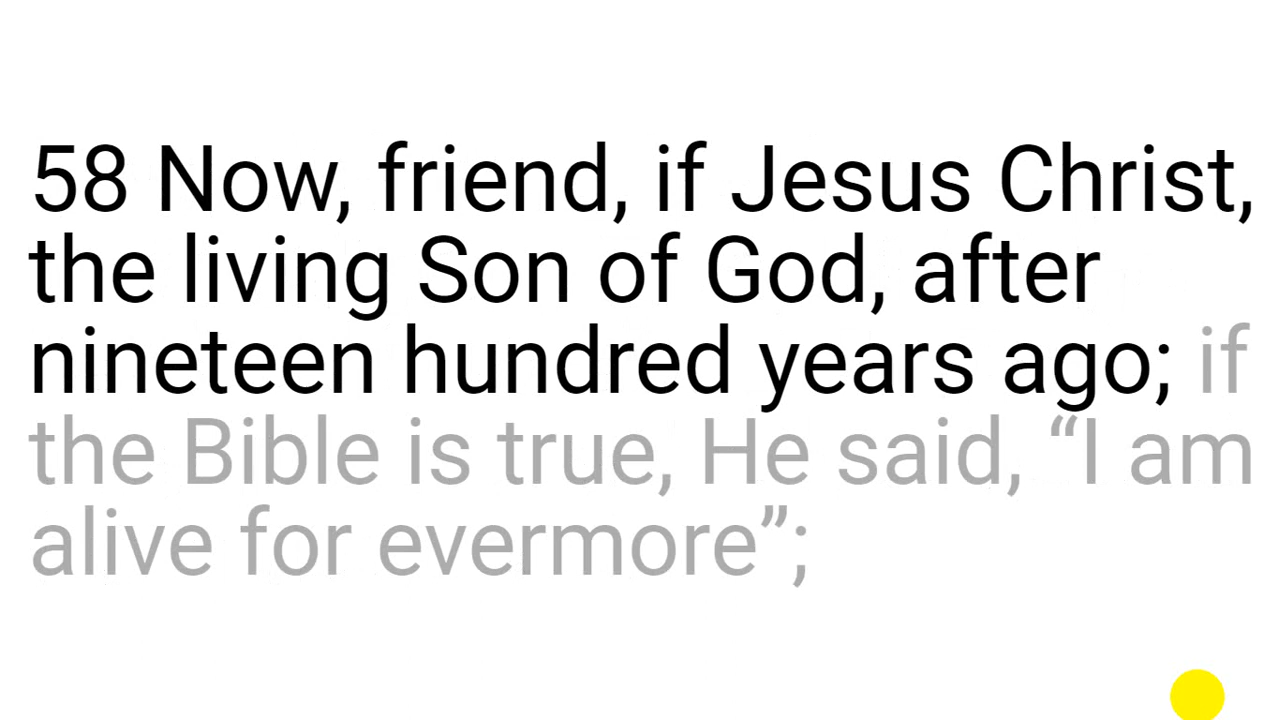 58 Now, friend, if Jesus Christ,
the living Son of God, after
nineteen hundred years ago; if
the Bible is true, He said, “I am
alive for evermore”;